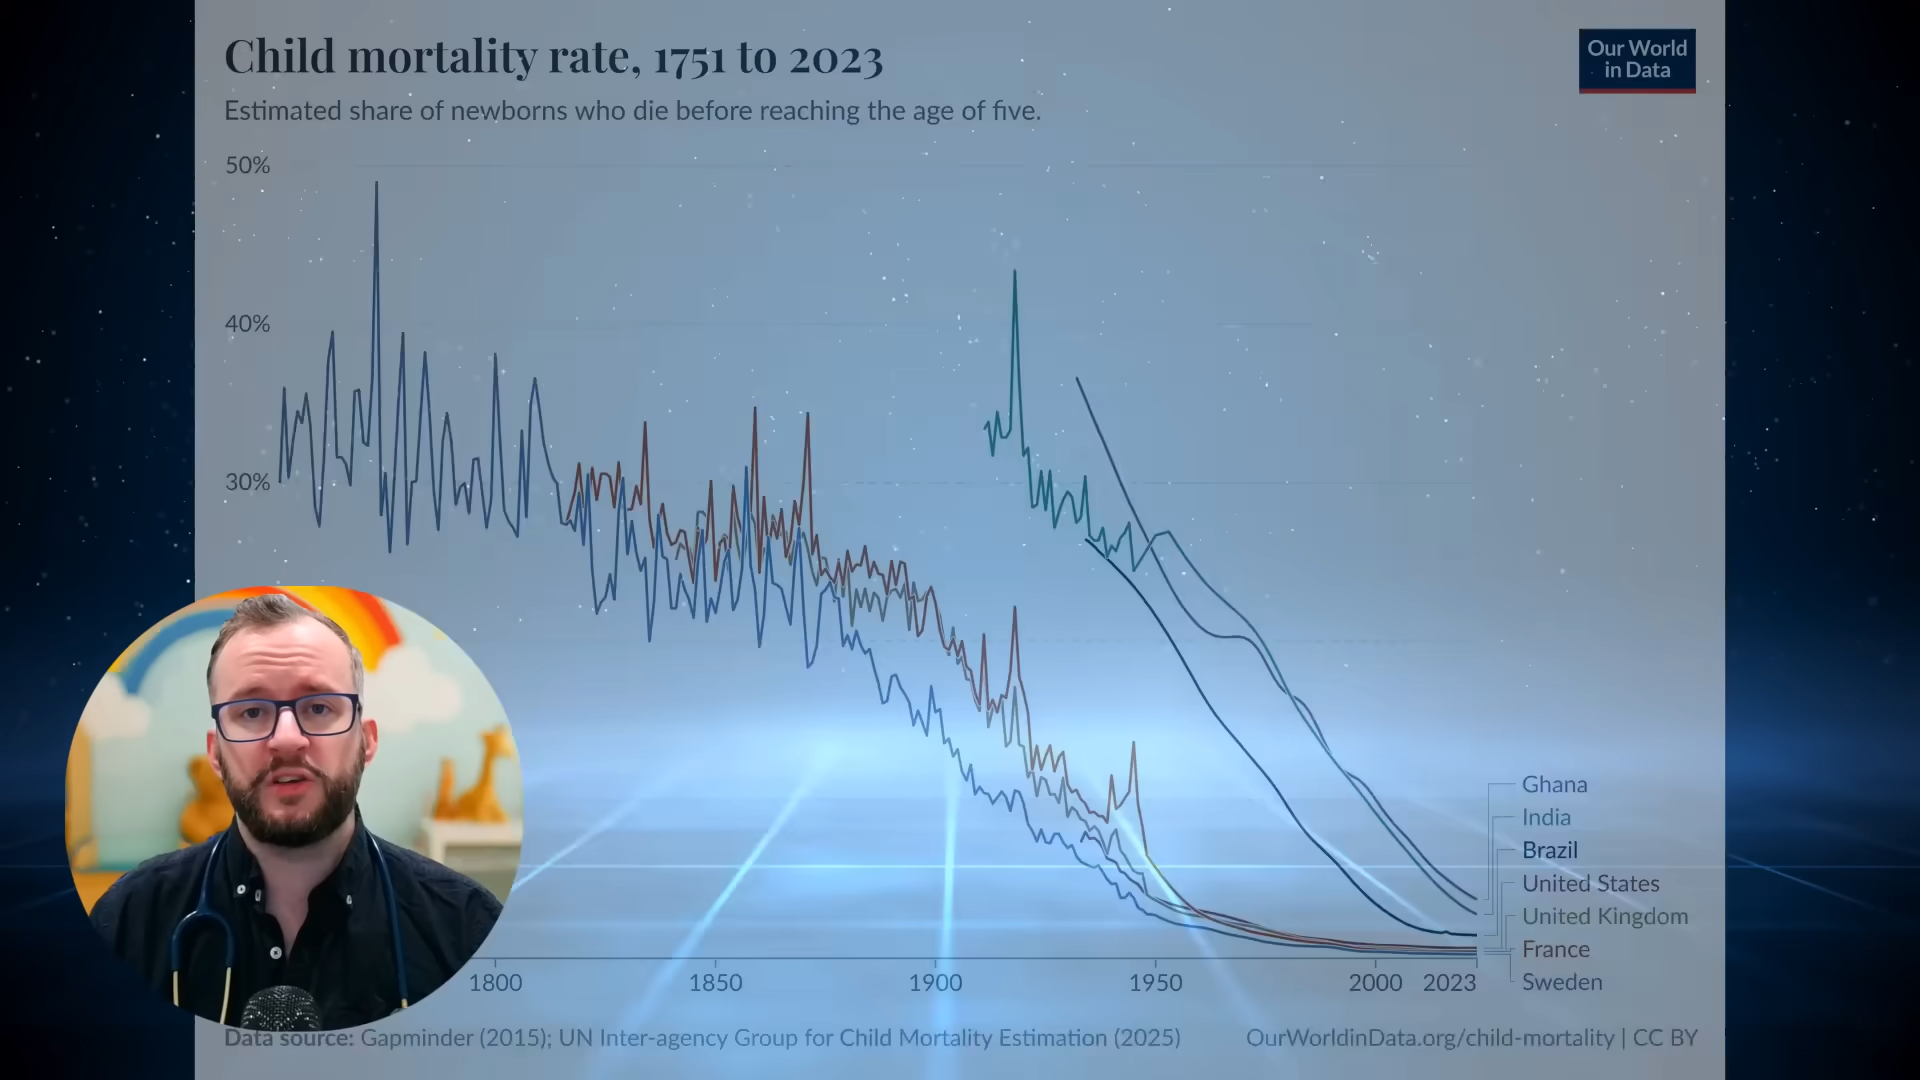 Child mortality rate, 1751 to 2023
Our World
in Data
Estimated share of newborns who die before reaching the age of five.
50%
40%
30%
Ghana
India
Brazil
United States
United Kingdom
France
Sweden
1800 1850 1900 1950 2000 2023
Data source: Gapminder (2015); UN Inter-agency Group for Child Mortality Estimation (2025)
OurWorldinData.org/child-mortality | CC BY